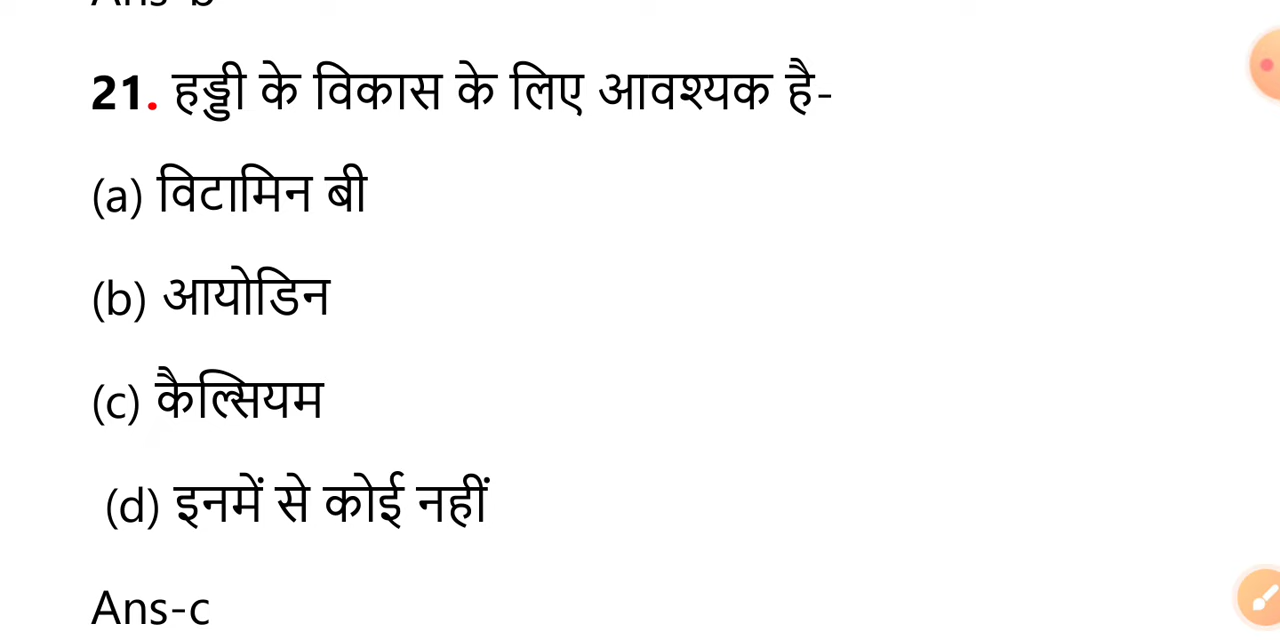 21. हड्डी के विकास के लिए आवश्यक है-
(a) विटामिन बी
(b) आयोडिन
(c) कैल्सियम
(d) इनमें से कोई नहीं
Ans-c